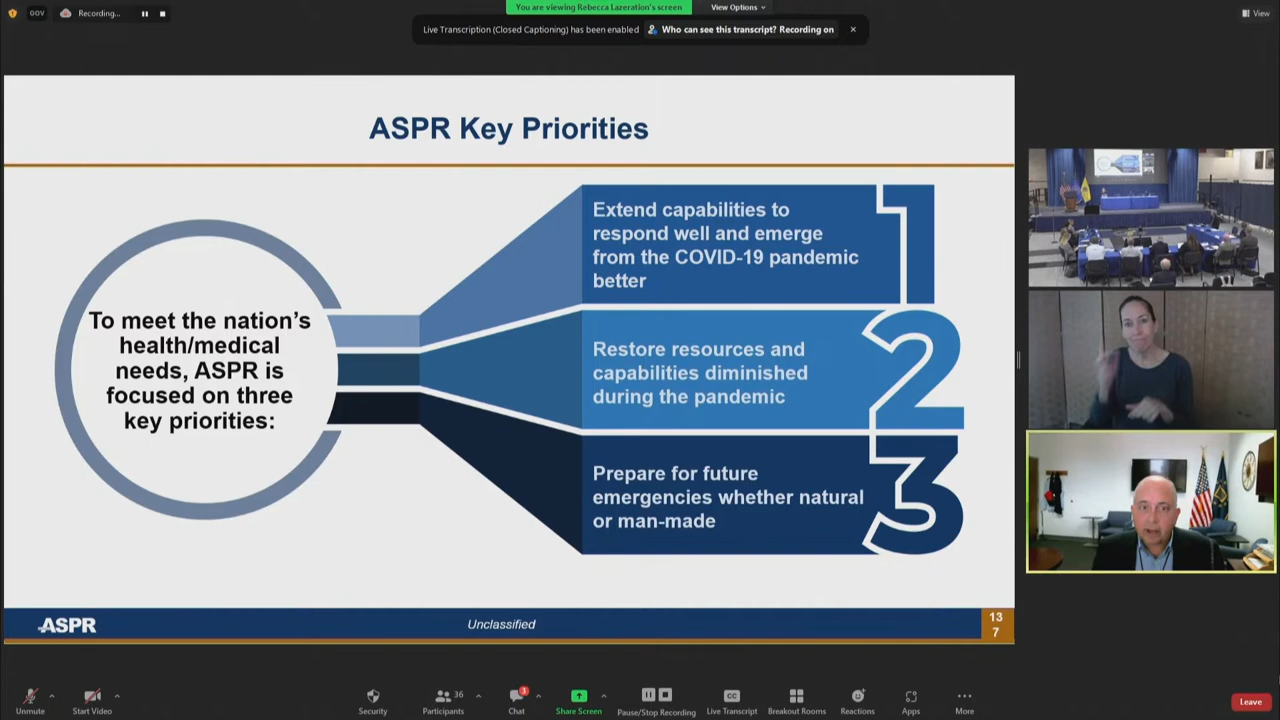 GOV
Recording...
You are viewing Rebecca Lazeration's screen
View Options
View
Live Transcription (Closed Captioning) has been enabled
Who can see this transcript? Recording on
ASPR Key Priorities
To meet the nation's
health/medical
needs, ASPR is
focused on three
key priorities:
Extend capabilities to
respond well and emerge
from the COVID-19 pandemic
better
1
Restore resources and
capabilities diminished
during the pandemic
2
Prepare for future
emergencies whether natural
or man-made
3
ASPR
Unclassified
13
7
Unmute
Start Video
Security
Participants
36
Chat
3
Share Screen
Pause/Stop Recording
CC
Live Transcript
Breakout Rooms
Reactions
Apps
More
Leave